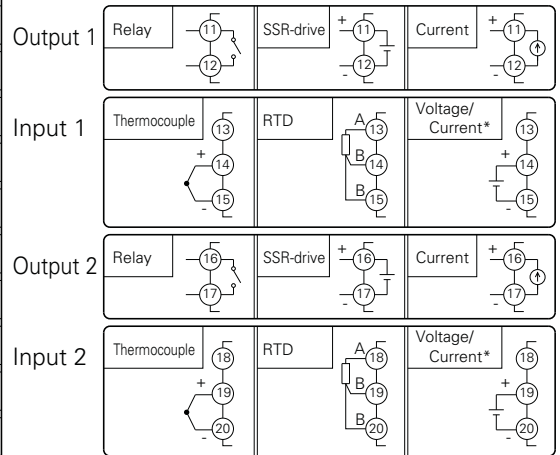 Output 1
Relay
11
12
SSR-drive
+
11
12
-
Current
+
11
12
-
Input 1
Thermocouple
13
+
14
15
-
RTD
A
13
B
14
B
15
Voltage/
Current*
13
+
14
15
-
Output 2
Relay
16
17
SSR-drive
+
16
17
-
Current
+
16
17
-
Input 2
Thermocouple
18
+
19
20
-
RTD
A
18
B
19
B
20
Voltage/
Current*
18
+
19
20
-